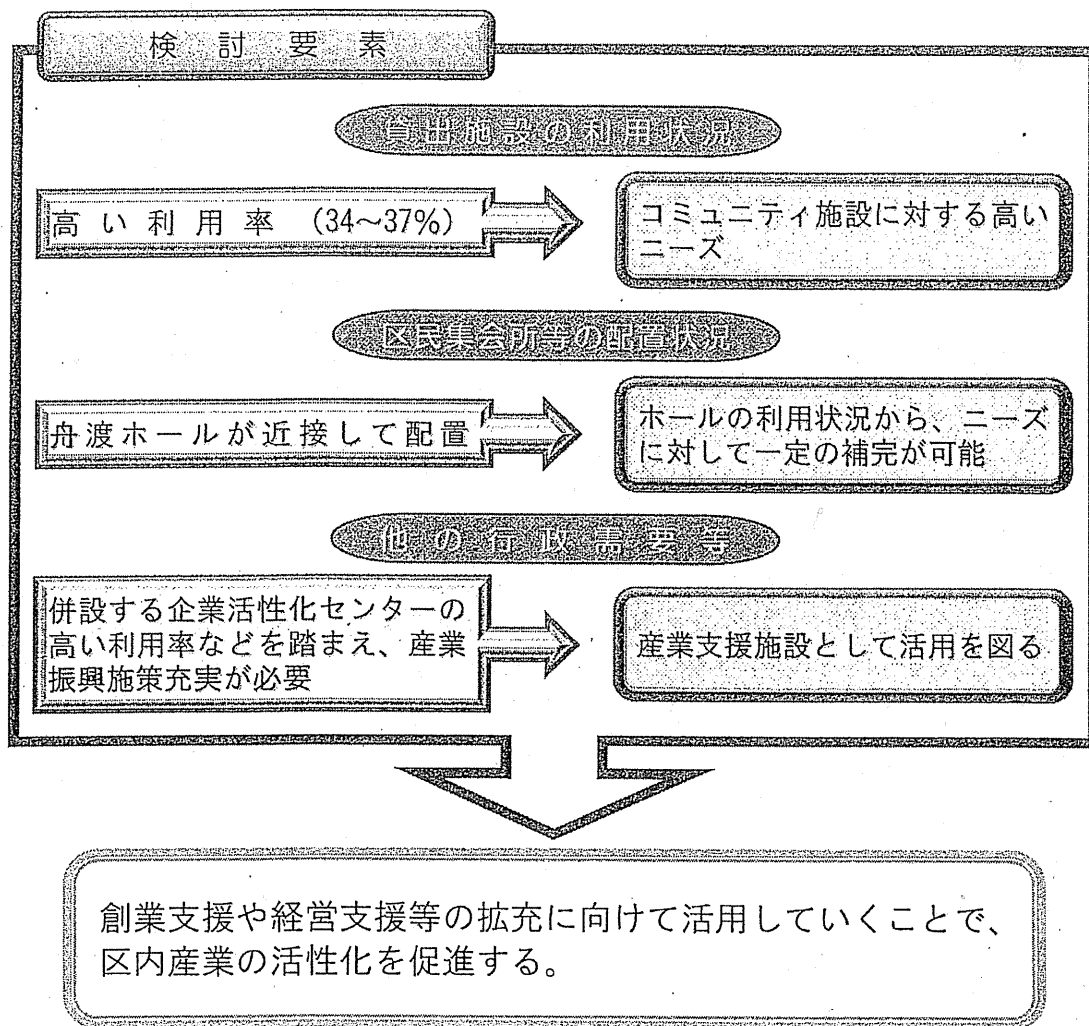 検討要素
貸出施設の利用状況
高い利用率 (34~37%)
コミュニティ施設に対する高い
ニーズ
区民集会所等の配置状況
舟渡ホールが近接して配置
ホールの利用状況から、ニーズ
に対して一定の補完が可能
他の行政需要等
併設する企業活性化センターの
高い利用率などを踏まえ、産業
振興施策充実が必要
産業支援施設として活用を図る
創業支援や経営支援等の拡充に向けて活用していくことで、
区内産業の活性化を促進する。